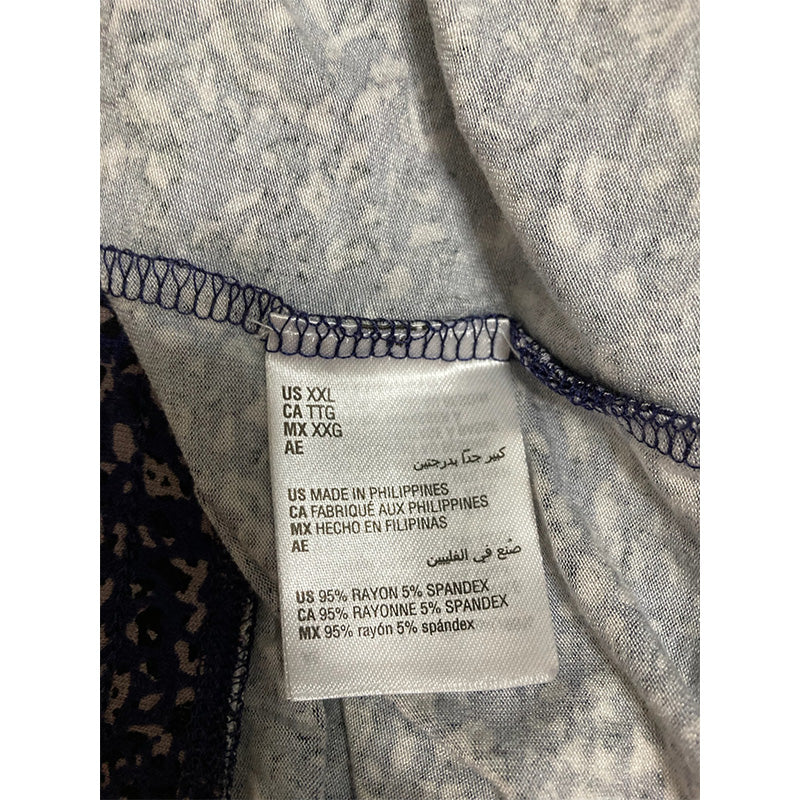 US XXL
CA TTG
MX XXG
AE
كبير جدًا بدرجتين
US MADE IN PHILIPPINES
CA FABRIQUÉ AUX PHILIPPINES
MX HECHO EN FILIPINAS
AE
صُنع في الفلبين
US 95% RAYON 5% SPANDEX
CA 95% RAYONNE 5% SPANDEX
MX 95% rayón 5% spándex